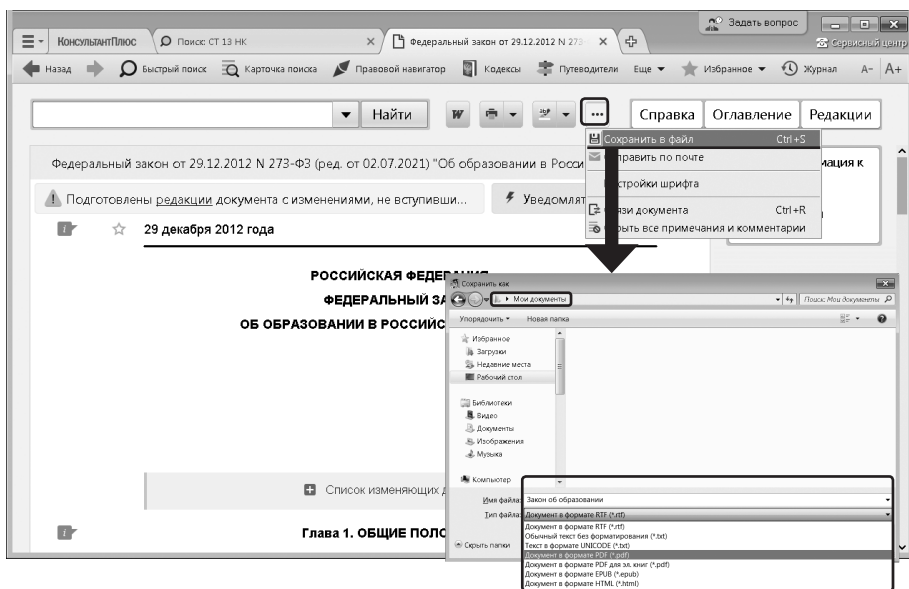 Задать вопрос
КонсультантПлюс
Поиск: СТ 13 НК
Федеральный закон от 29.12.2012 N 273-
Сервисный центр
Назад Быстрый поиск Карточка поиска Правовой навигатор Кодексы Путеводители Еще Избранное Журнал A- A+
Найти W ... Справка Оглавление Редакции
Сохранить в файл Ctrl+S
править по почте
стройки шрифта
язи документа Ctrl+R
рыть все примечания и комментарии
мация к
Федеральный закон от 29.12.2012 N 273-ФЗ (ред. от 02.07.2021) "Об образовании в Росси
Подготовлены редакции документа с изменениями, не вступивши...
Уведомлят
29 декабря 2012 года
РОССИЙСКАЯ ФЕДЕРАЦИЯ
ФЕДЕРАЛЬНЫЙ ЗА
ОБ ОБРАЗОВАНИИ В РОССИЙС
Список изменяющих д
Глава 1. ОБЩИЕ ПОЛО
Сохранить как
Мои документы
Поиск: Мои документы
Упорядочить Новая папка
Избранное
Загрузки
Недавние места
Рабочий стол
Библиотеки
Видео
Документы
Изображения
Музыка
Компьютер
Имя файла: Закон об образовании
Тип файла: Документ в формате RTF (*.rtf)
Документ в формате RTF (*.rtf)
Обычный текст без форматирования (*.txt)
Текст в формате UNICODE (*.txt)
Документ в формате PDF (*.pdf)
Документ в формате PDF для эл. книг (*.pdf)
Документ в формате EPUB (*.epub)
Документ в формате HTML (*.html)
Скрыть папки